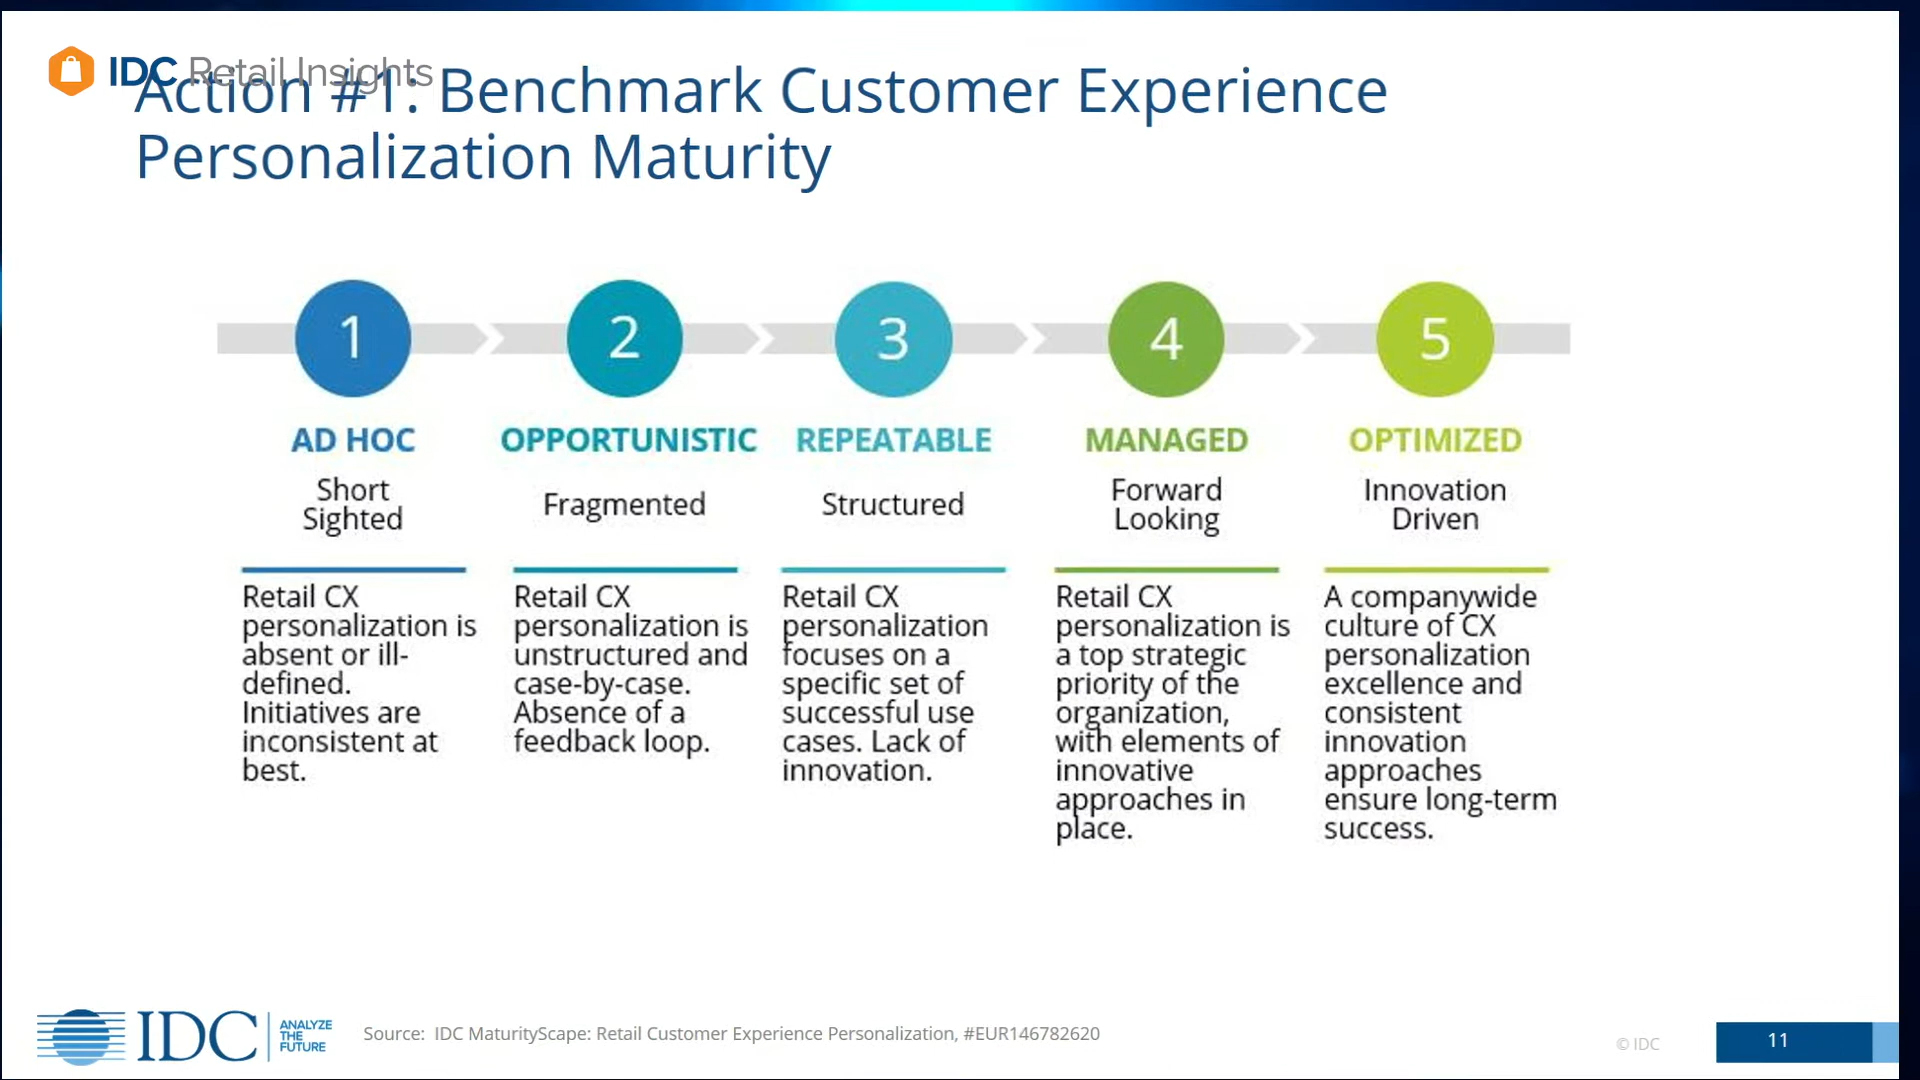 IDC Retail Insights
Action #1: Benchmark Customer Experience
Personalization Maturity
1
2
3
4
5
AD HOC
OPPORTUNISTIC
REPEATABLE
MANAGED
OPTIMIZED
Short
Sighted
Fragmented
Structured
Forward
Looking
Innovation
Driven
Retail CX
personalization is
absent or ill-
defined.
Initiatives are
inconsistent at
best.
Retail CX
personalization is
unstructured and
case-by-case.
Absence of a
feedback loop.
Retail CX
personalization
focuses on a
specific set of
successful use
cases. Lack of
innovation.
Retail CX
personalization is
a top strategic
priority of the
organization,
with elements of
innovative
approaches in
place.
A companywide
culture of CX
personalization
excellence and
consistent
innovation
approaches
ensure long-term
success.
IDC
ANALYZE
THE
FUTURE
Source:  IDC MaturityScape: Retail Customer Experience Personalization, #EUR146782620
© IDC
11